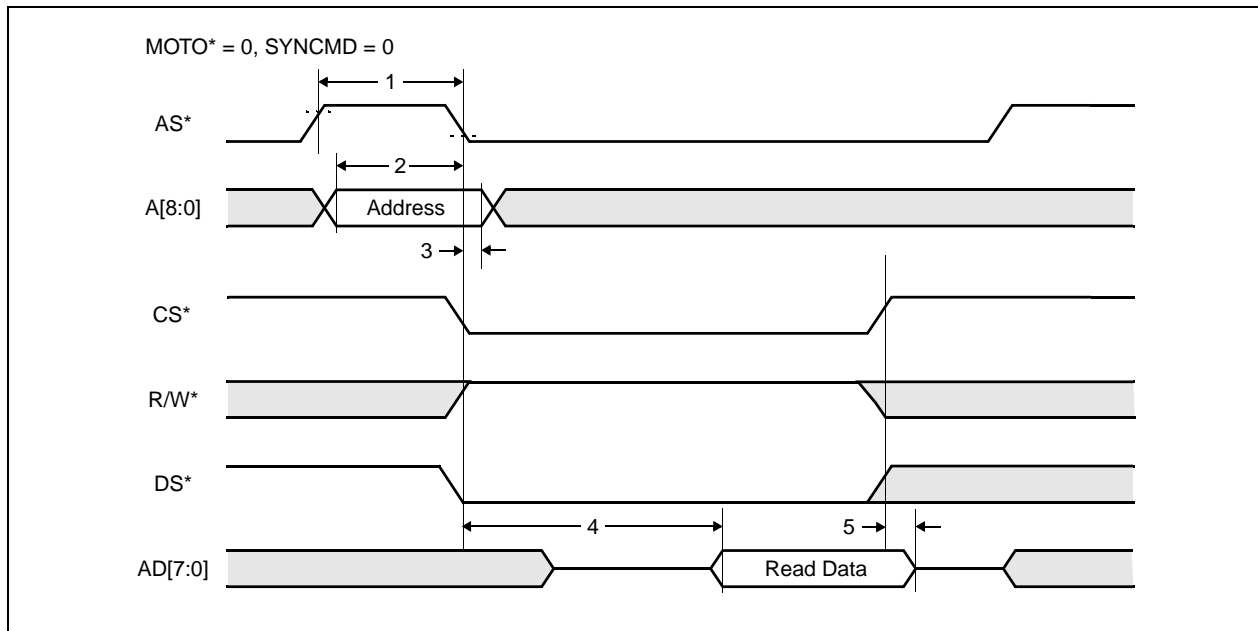 MOTO* = 0, SYNCMD = 0
1
AS*
2
A[8:0]
Address
3
CS*
R/W*
DS*
4
5
AD[7:0]
Read Data